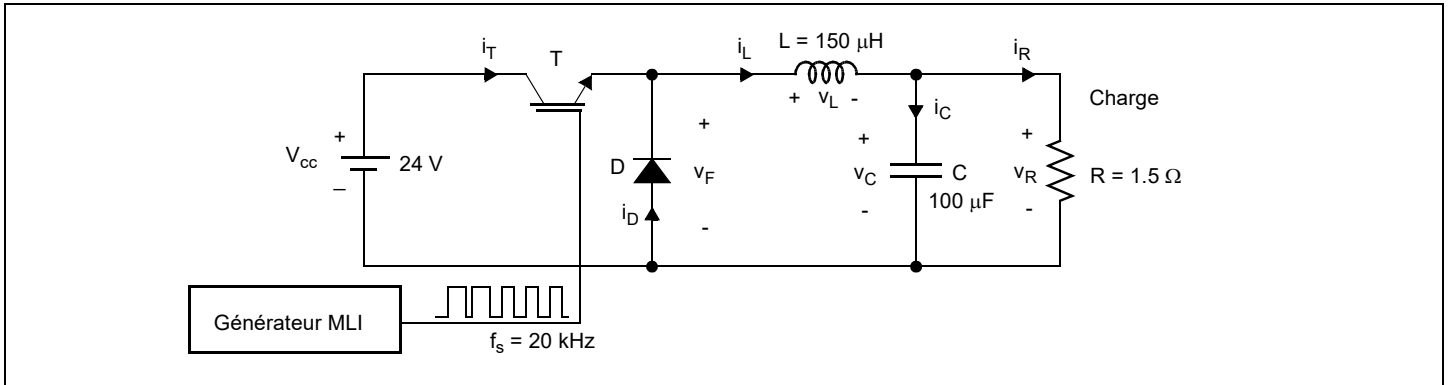 i_T
T
i_L
L = 150 μH
i_R
+ v_L -
i_C
Charge
V_cc
+
–
24 V
D
i_D
+
v_F
-
+
v_C
-
C
100 μF
+
v_R
-
R = 1.5 Ω
Générateur MLI
f_s = 20 kHz